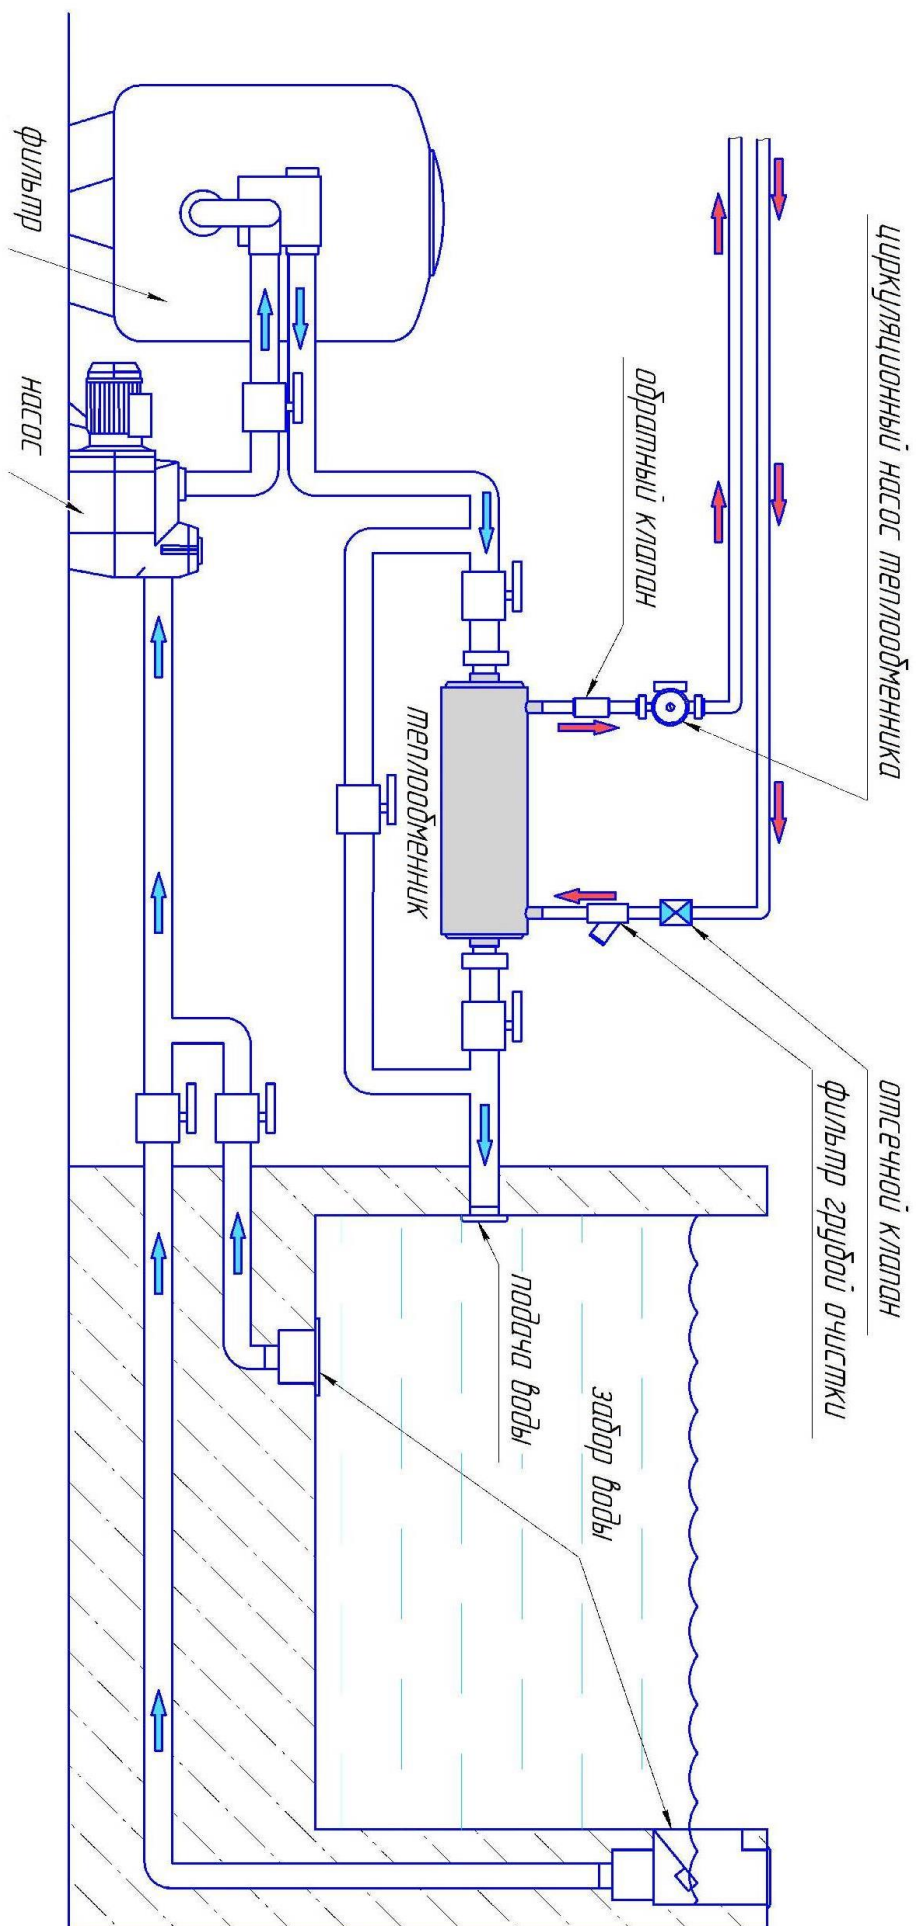 циркуляционный насос теплообменника
отсечной клапан
фильтр грубой очистки
обратный клапан
забор воды
подача воды
теплообменник
фильтр
насос